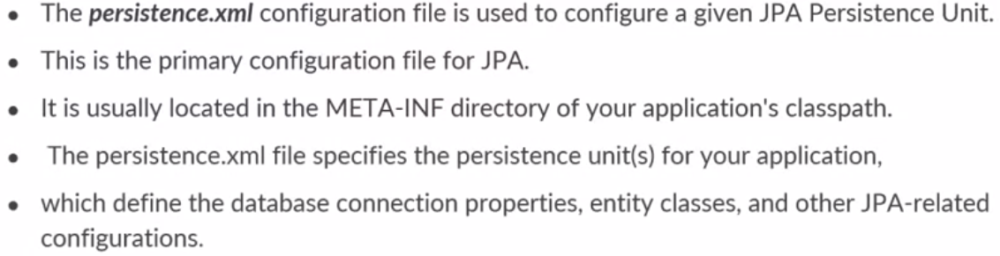 • The persistence.xml configuration file is used to configure a given JPA Persistence Unit.
• This is the primary configuration file for JPA.
• It is usually located in the META-INF directory of your application's classpath.
• The persistence.xml file specifies the persistence unit(s) for your application,
• which define the database connection properties, entity classes, and other JPA-related
configurations.